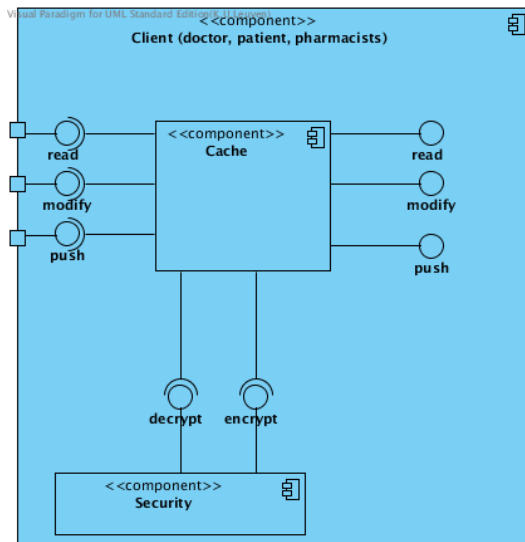 Visual Paradigm for UML Standard Edition(K.U.Leuven)
<<component>>
Client (doctor, patient, pharmacists)
<<component>>
Cache
read
read
modify
modify
push
push
decrypt
encrypt
<<component>>
Security